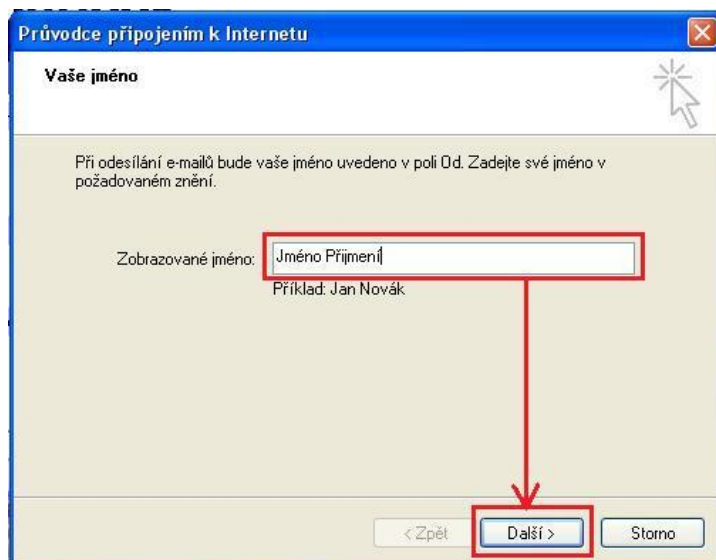 Průvodce připojením k Internetu
Vaše jméno
Při odesílání e-mailů bude vaše jméno uvedeno v poli Od. Zadejte své jméno v
požadovaném znění.
Zobrazované jméno: Jméno Příjmení
Příklad: Jan Novák
< Zpět Další > Storno